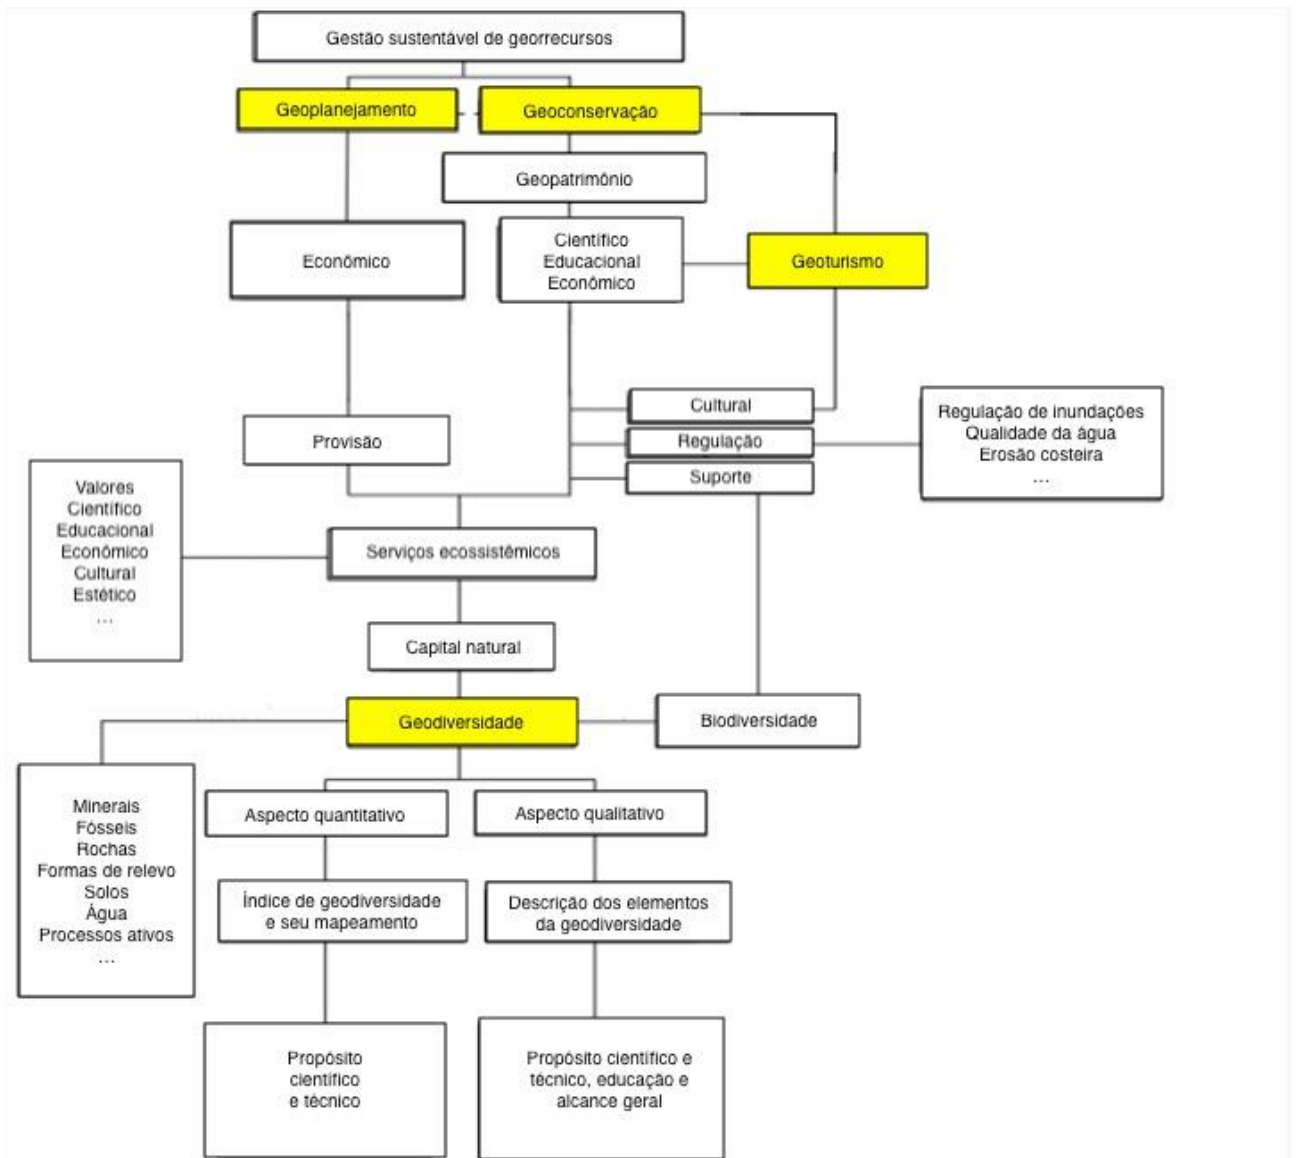 Gestão sustentável de georrecursos
Geoplanejamento
Geoconservação
Geopatrimônio
Econômico
Científico
Educacional
Econômico
Geoturismo
Cultural
Regulação
Suporte
Regulação de inundações
Qualidade da água
Erosão costeira
...
Provisão
Valores
Científico
Educacional
Econômico
Cultural
Estético
...
Serviços ecossistêmicos
Capital natural
Geodiversidade
Biodiversidade
Minerais
Fósseis
Rochas
Formas de relevo
Solos
Água
Processos ativos
...
Aspecto quantitativo
Aspecto qualitativo
Índice de geodiversidade
e seu mapeamento
Descrição dos elementos
da geodiversidade
Propósito
científico
e técnico
Propósito científico e
técnico, educação e
alcance geral